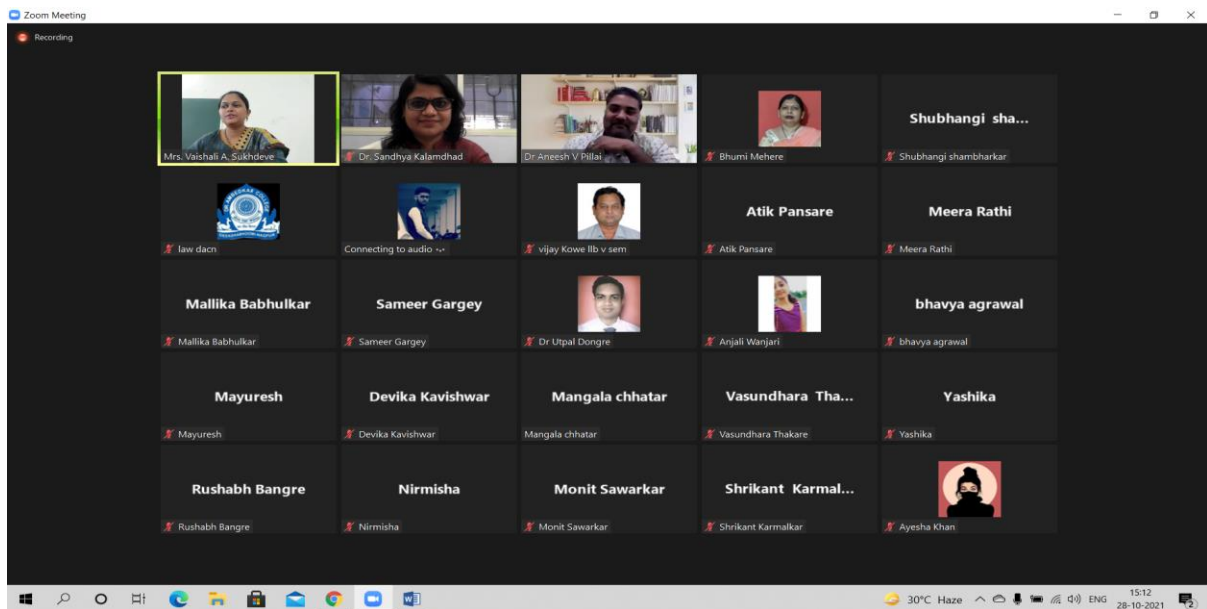 Zoom Meeting
Recording
Mrs. Vaishali A. Sukhdeve
Dr. Sandhya Kalamdhad
Dr Aneesh V Pillai
Bhumi Mehere
Shubhangi sha...
Shubhangi shambharkar
law dacn
Connecting to audio
vijay Kowe llb v sem
Atik Pansare
Atik Pansare
Meera Rathi
Meera Rathi
Mallika Babhulkar
Mallika Babhulkar
Sameer Gargey
Sameer Gargey
Dr Utpal Dongre
Anjali Wanjari
bhavya agrawal
bhavya agrawal
Mayuresh
Mayuresh
Devika Kavishwar
Devika Kavishwar
Mangala chhatar
Mangala chhatar
Vasundhara Tha...
Vasundhara Thakare
Yashika
Yashika
Rushabh Bangre
Rushabh Bangre
Nirmisha
Nirmisha
Monit Sawarkar
Monit Sawarkar
Shrikant Karmal...
Shrikant Karmalkar
Ayesha Khan
30°C Haze
ENG
15:12
28-10-2021
2